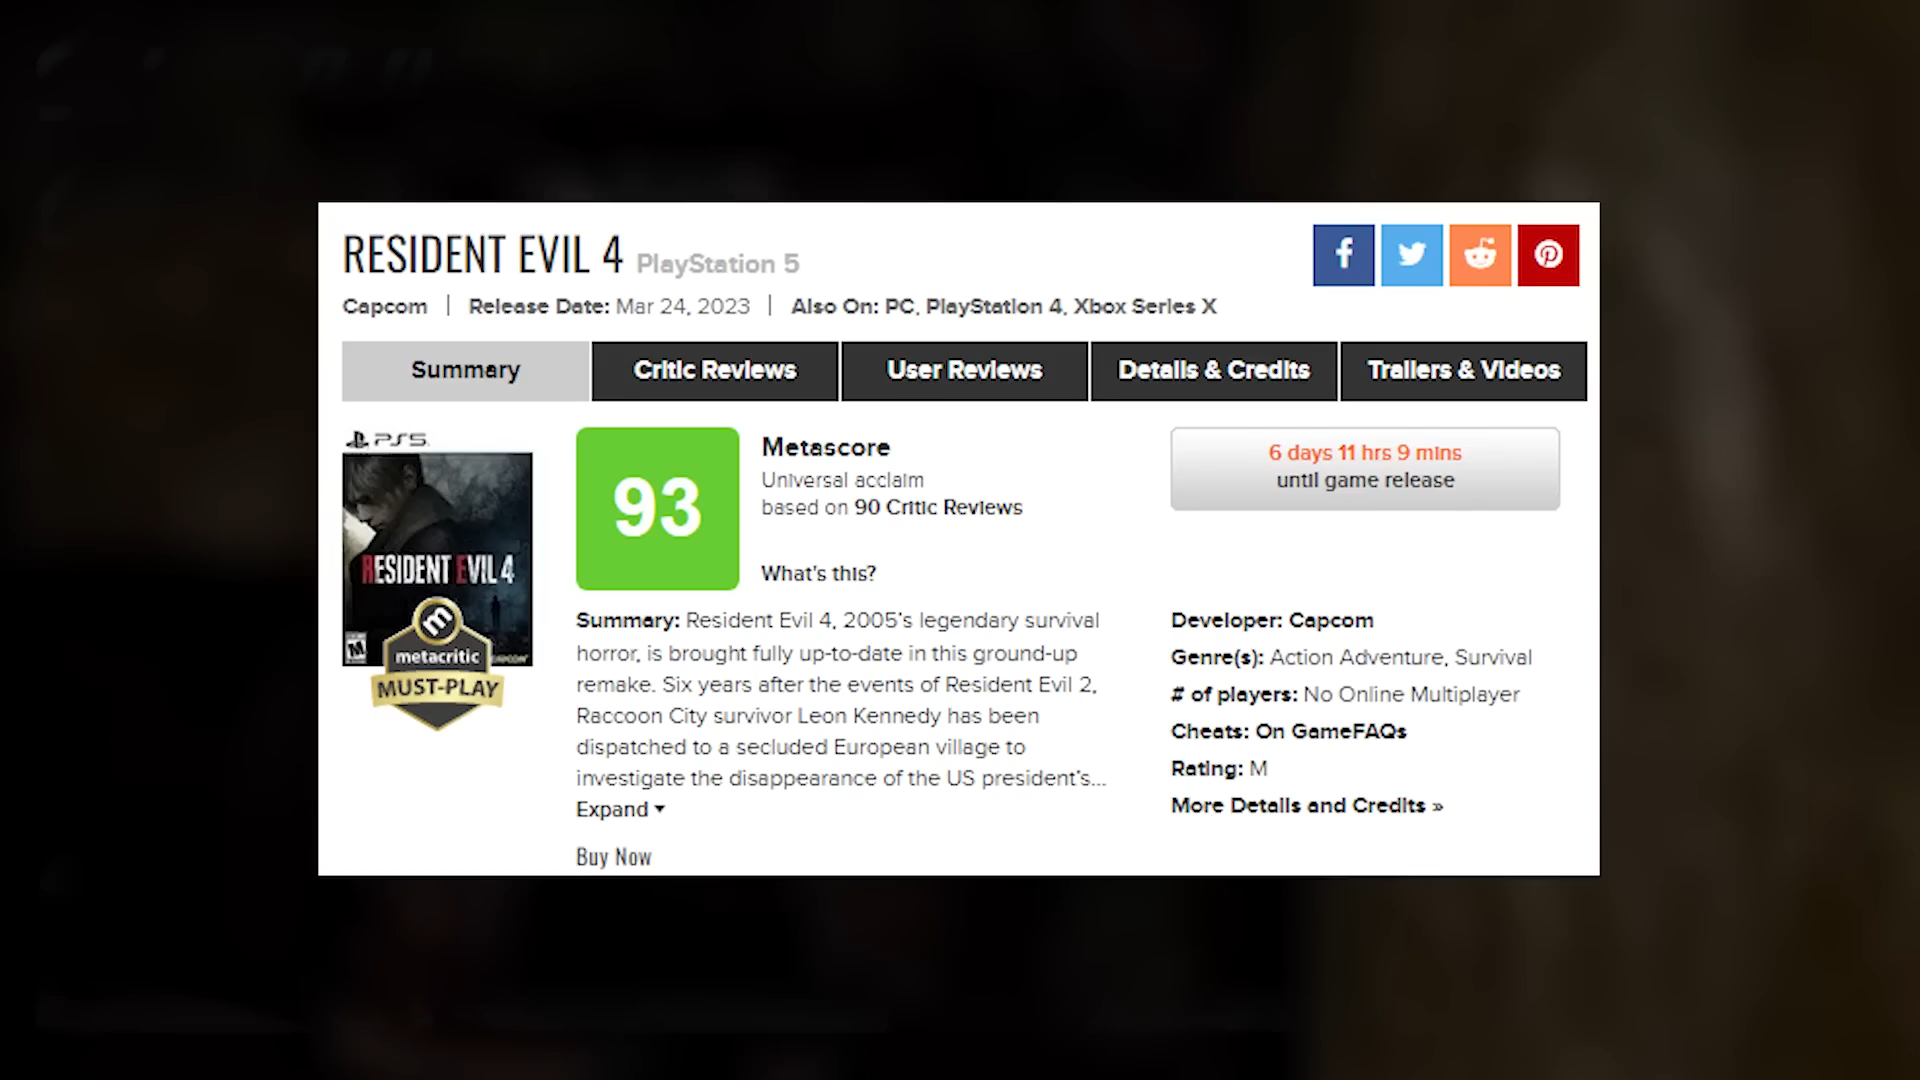 RESIDENT EVIL 4 PlayStation 5
Capcom | Release Date: Mar 24, 2023 | Also On: PC, PlayStation 4, Xbox Series X
Summary
Critic Reviews
User Reviews
Details & Credits
Trailers & Videos
PS5
RESIDENT EVIL 4
M
CAPCOM
metacritic
MUST-PLAY
93
Metascore
Universal acclaim
based on 90 Critic Reviews
What's this?
6 days 11 hrs 9 mins
until game release
Summary: Resident Evil 4, 2005's legendary survival
horror, is brought fully up-to-date in this ground-up
remake. Six years after the events of Resident Evil 2,
Raccoon City survivor Leon Kennedy has been
dispatched to a secluded European village to
investigate the disappearance of the US president's...
Expand
Buy Now
Developer: Capcom
Genre(s): Action Adventure, Survival
# of players: No Online Multiplayer
Cheats: On GameFAQs
Rating: M
More Details and Credits »